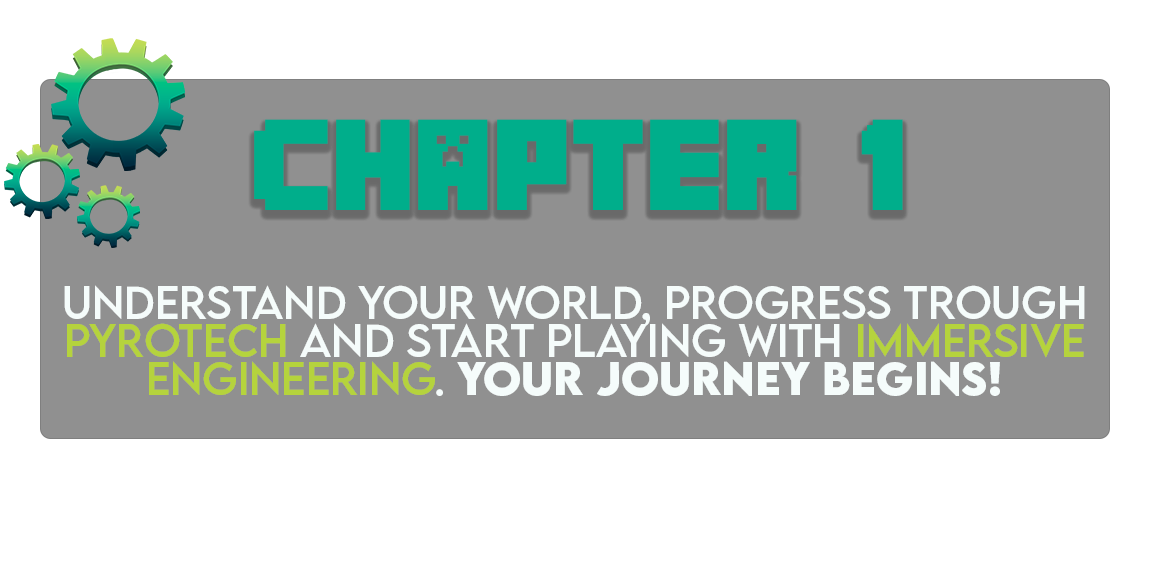 CHAPTER 1
UNDERSTAND YOUR WORLD, PROGRESS TROUGH
PYROTECH AND START PLAYING WITH IMMERSIVE
ENGINEERING. YOUR JOURNEY BEGINS!